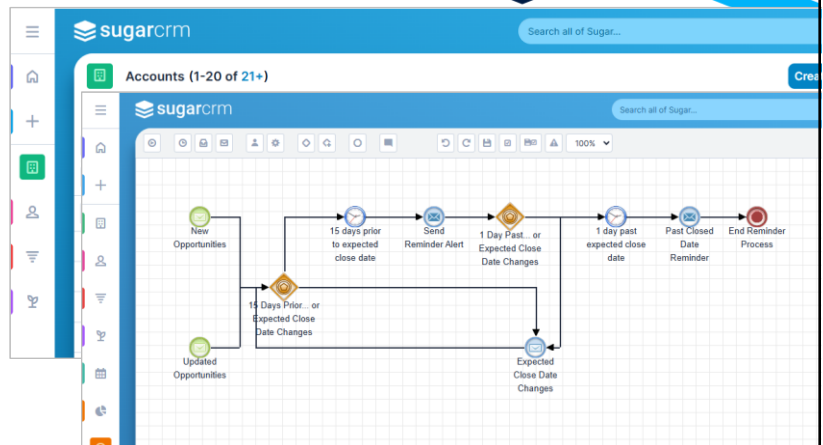 sugarcrm
Search all of Sugar...
Accounts (1-20 of 21+)
Crea
sugarcrm
Search all of Sugar...
100%
New
Opportunities
15 days prior
to expected
close date
Send
Reminder Alert
1 Day Past... or
Expected Close
Date Changes
1 day past
expected close
date
Past Closed
Date
Reminder
End Reminder
Process
15 Days Prior... or
Expected Close
Date Changes
Updated
Opportunities
Expected
Close Date
Changes